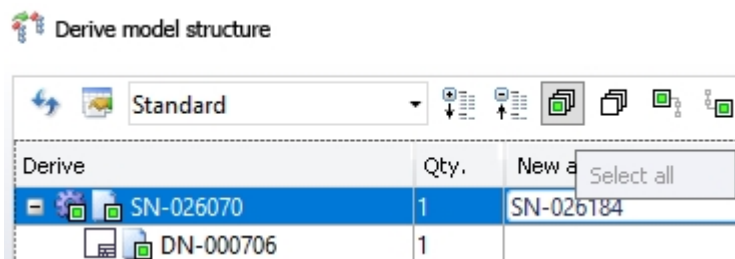 Derive model structure
Standard
Derive Qty. New a
Select all
SN-026070 1 SN-026184
DN-000706 1